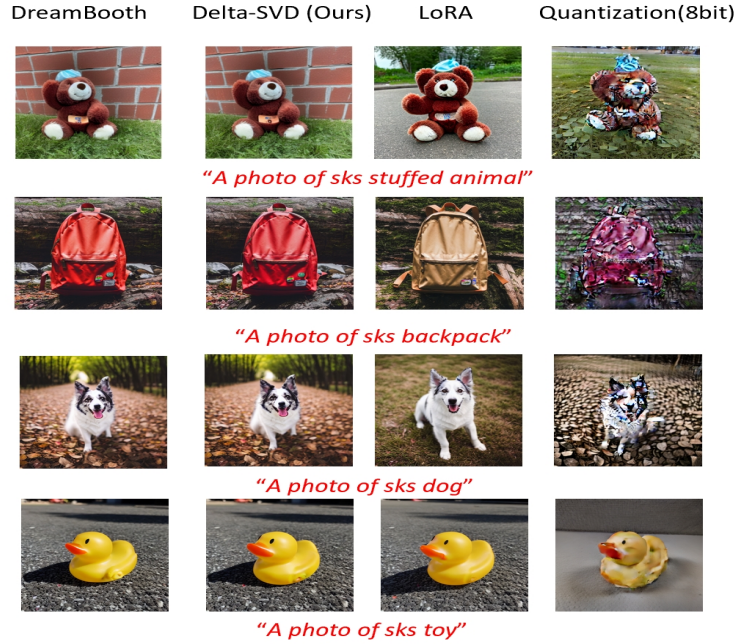 DreamBooth Delta-SVD (Ours) LoRA Quantization(8bit)
“A photo of sks stuffed animal”
“A photo of sks backpack”
“A photo of sks dog”
“A photo of sks toy”